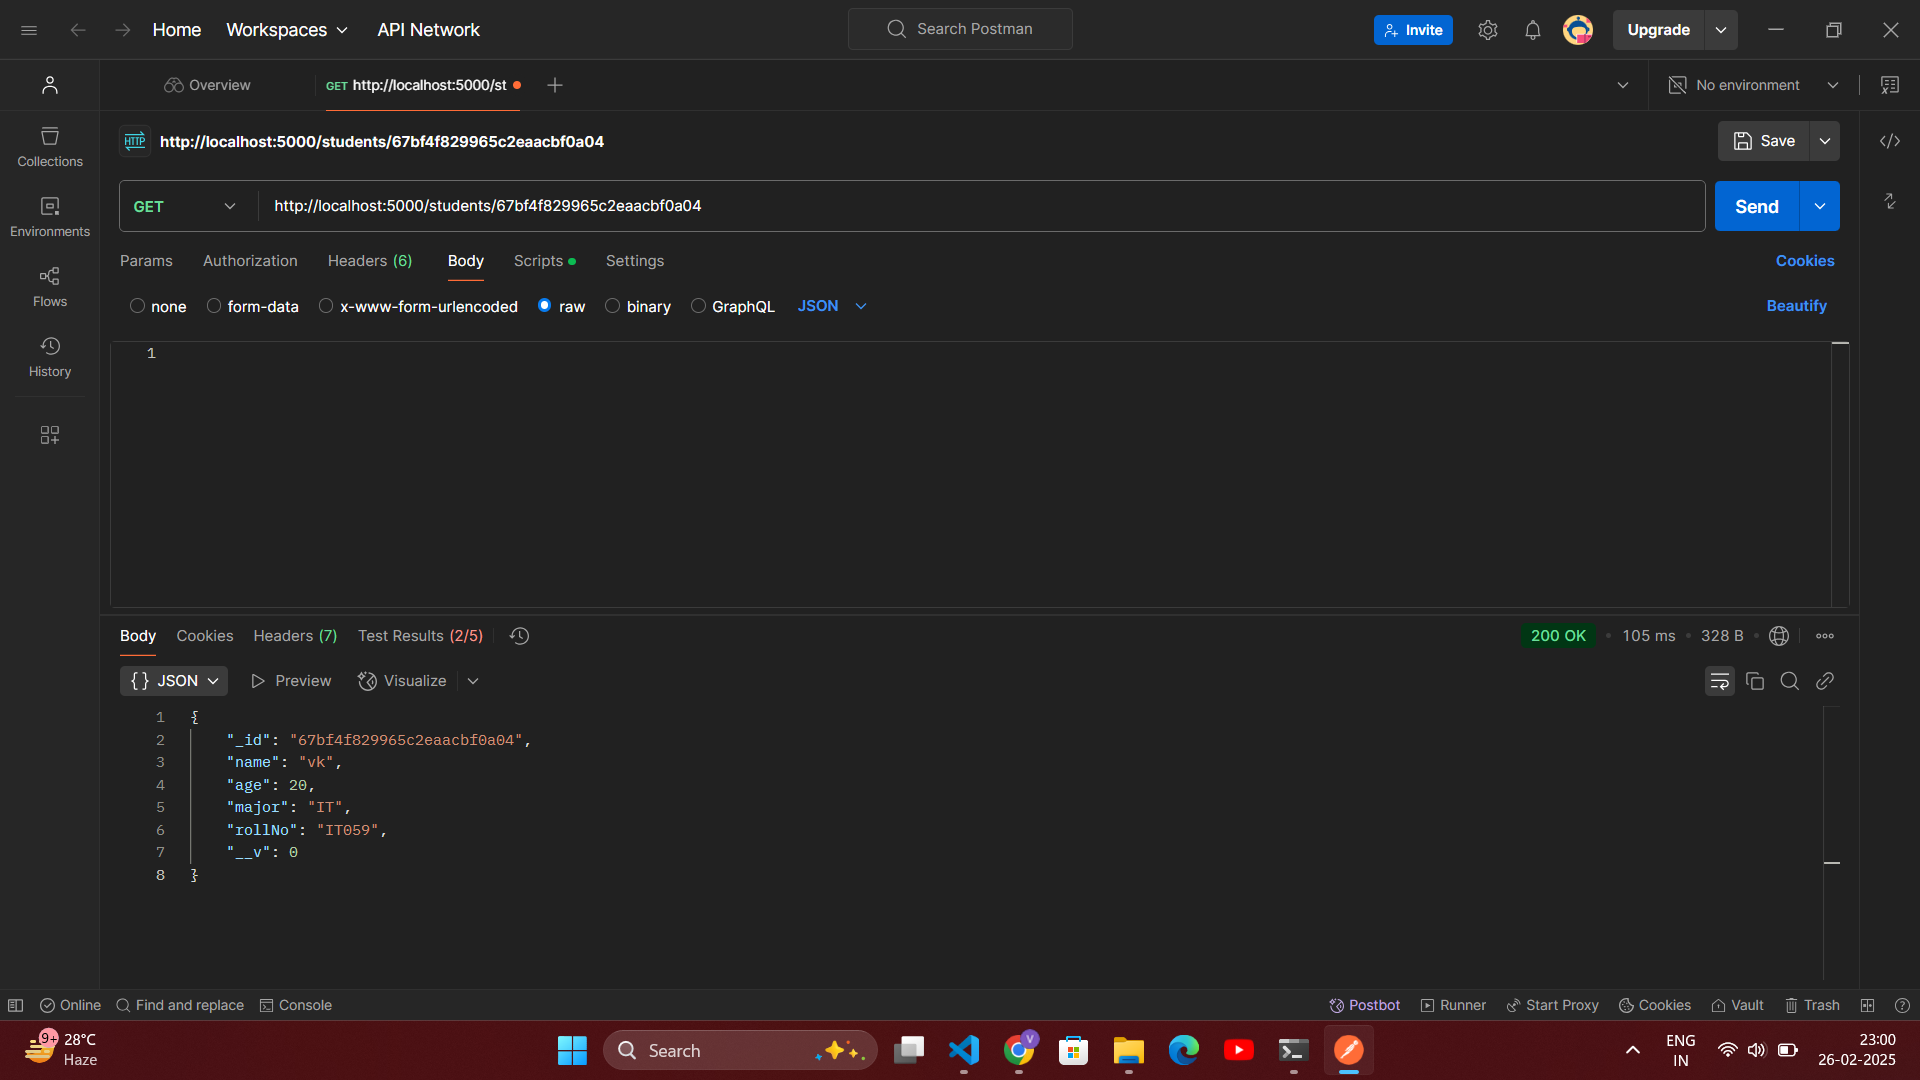 Home Workspaces API Network Search Postman Invite Upgrade
Overview GET http://localhost:5000/st No environment
HTTP http://localhost:5000/students/67bf4f829965c2eaacbf0a04 Save
Collections
Environments
Flows
History
GET http://localhost:5000/students/67bf4f829965c2eaacbf0a04 Send
Params Authorization Headers (6) Body Scripts Settings Cookies
none form-data x-www-form-urlencoded raw binary GraphQL JSON Beautify
1
Body Cookies Headers (7) Test Results (2/5) 200 OK 105 ms 328 B
{} JSON Preview Visualize
1 {
2 "_id": "67bf4f829965c2eaacbf0a04",
3 "name": "vk",
4 "age": 20,
5 "major": "IT",
6 "rollNo": "IT059",
7 "__v": 0
8 }
Online Find and replace Console Postbot Runner Start Proxy Cookies Vault Trash
9+ 28°C
Haze
Search
V
ENG
IN
23:00
26-02-2025